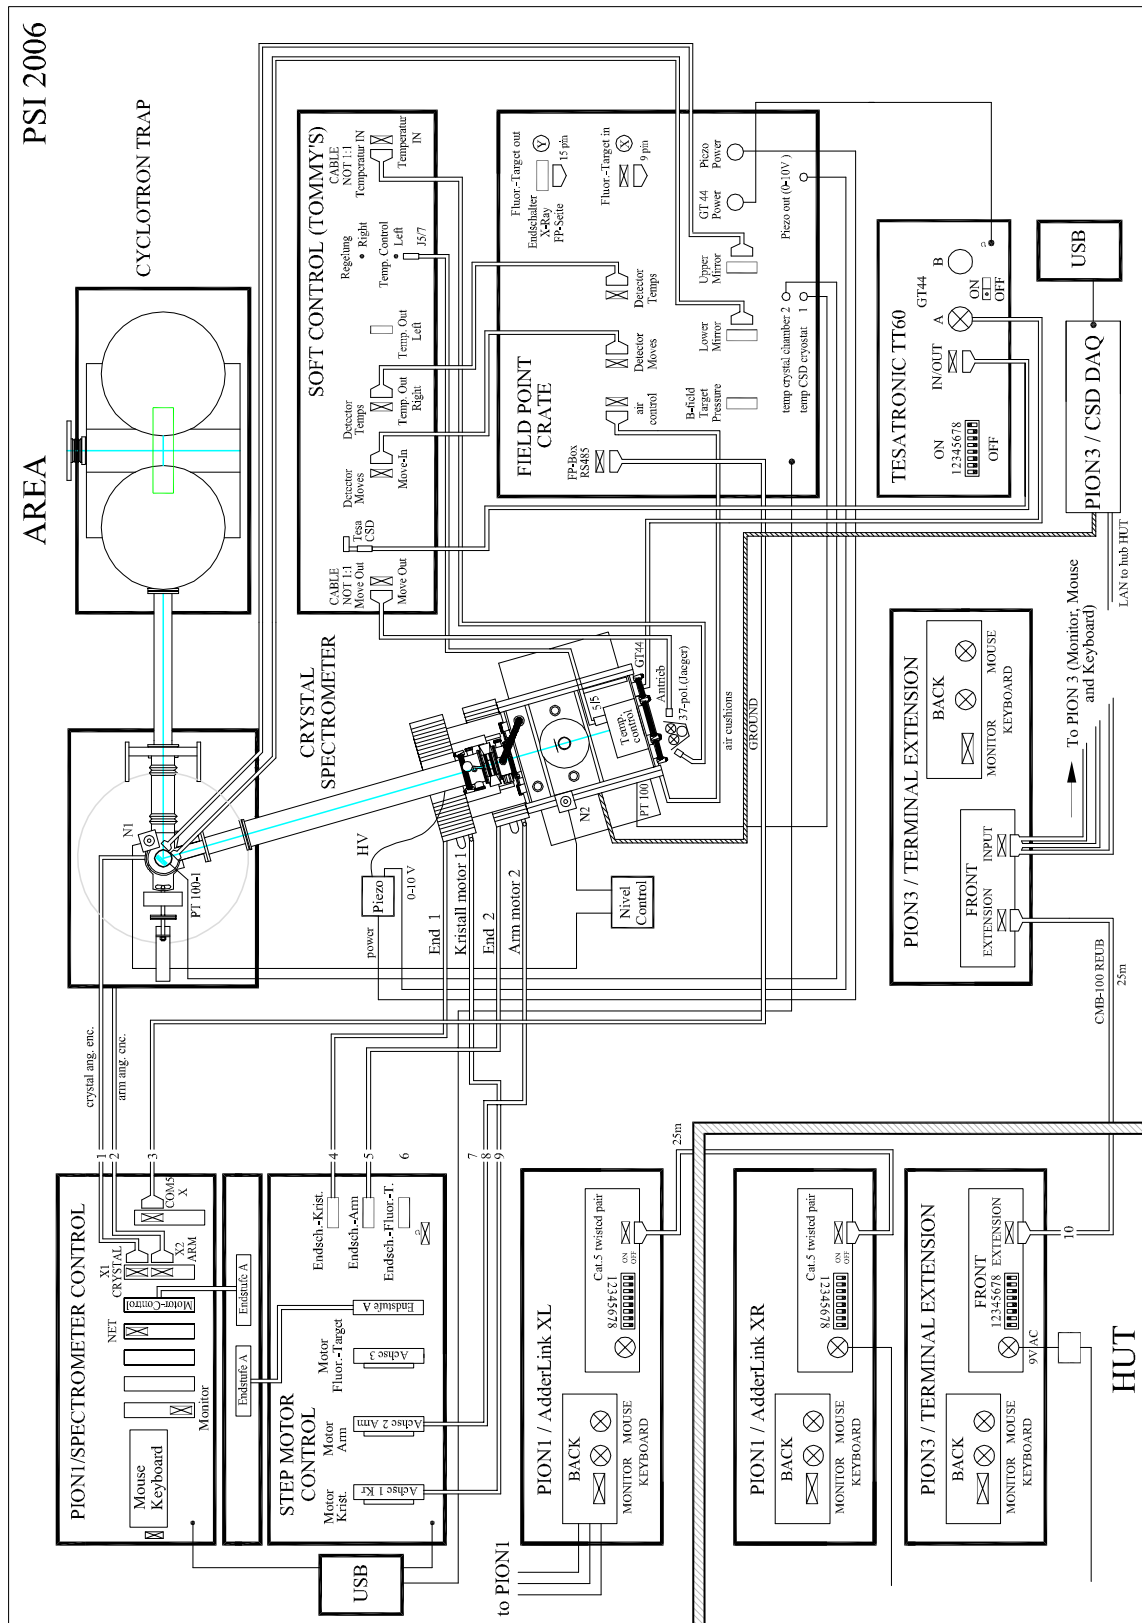 PSI 2006
AREA
CYCLOTRON TRAP
SOFT CONTROL (TOMMY'S)
CABLE
NOT 1:1
Temperatur IN
Temperatur
IN
Regelung
Right
Temp. Control
Left
J5/7
Temp. Out
Left
Detector
Temps
Temp. Out
Right
Detector
Moves
Move-In
Tesa
CSD
CABLE
NOT 1:1
Move Out
Move Out
FIELD POINT
CRATE
Fluor.-Target out
Endschalter
X-Ray
FP-Seite
Y
15 pin
Fluor.-Target in
X
9 pin
Detector
Temps
Detector
Moves
air
control
FP-Box
RS485
Piezo
Power
GT 44
Power
Upper
Mirror
Lower
Mirror
B-field
Target
Pressure
Piezo out (0-10V )
temp crystal chamber 2
temp CSD cryostat 1
TESATRONIC TT60
GT44
B
A
ON
OFF
IN/OUT
ON
12345678
OFF
USB
PION3 / CSD DAQ
LAN to hub HUT
CRYSTAL
SPECTROMETER
N1
PT 100-1
HV
Piezo
power
0-10 V
End 1
Kristall motor 1
End 2
Arm motor 2
N2
Nivel
Control
PT 100
Temp.
control
5/5
GT44
Antrieb
37-pol.(Jaeger)
air cushions
GROUND
PION3 / TERMINAL EXTENSION
BACK
MONITOR
MOUSE
KEYBOARD
FRONT
EXTENSION
INPUT
To PION 3 (Monitor, Mouse
and Keyboard)
CMB-100 REUB
25m
crystal ang. enc.
arm ang. enc.
1
2
3
4
5
6
7
8
9
PION1/SPECTROMETER CONTROL
COM5
X
X1
CRYSTAL
X2
ARM
Motor-Control
NET
Monitor
Mouse
Keyboard
Endstufe A
Endstufe A
STEP MOTOR
CONTROL
Endsch.-Krist.
Endsch.-Arm
Endsch.-Fluor.-T.
Endstufe A
Motor
Fluor.-Target
Achse 3
Motor
Arm
Achse 2 Arm
Motor
Krist.
Achse 1 Kr
USB
PION1 / AdderLink XL
Cat.5 twisted pair
ON
OFF
12345678
BACK
MONITOR MOUSE
KEYBOARD
to PION1
25m
PION1 / AdderLink XR
Cat.5 twisted pair
ON
OFF
12345678
BACK
MONITOR MOUSE
KEYBOARD
PION3 / TERMINAL EXTENSION
FRONT
EXTENSION
12345678
BACK
MONITOR MOUSE
KEYBOARD
9V AC
10
HUT